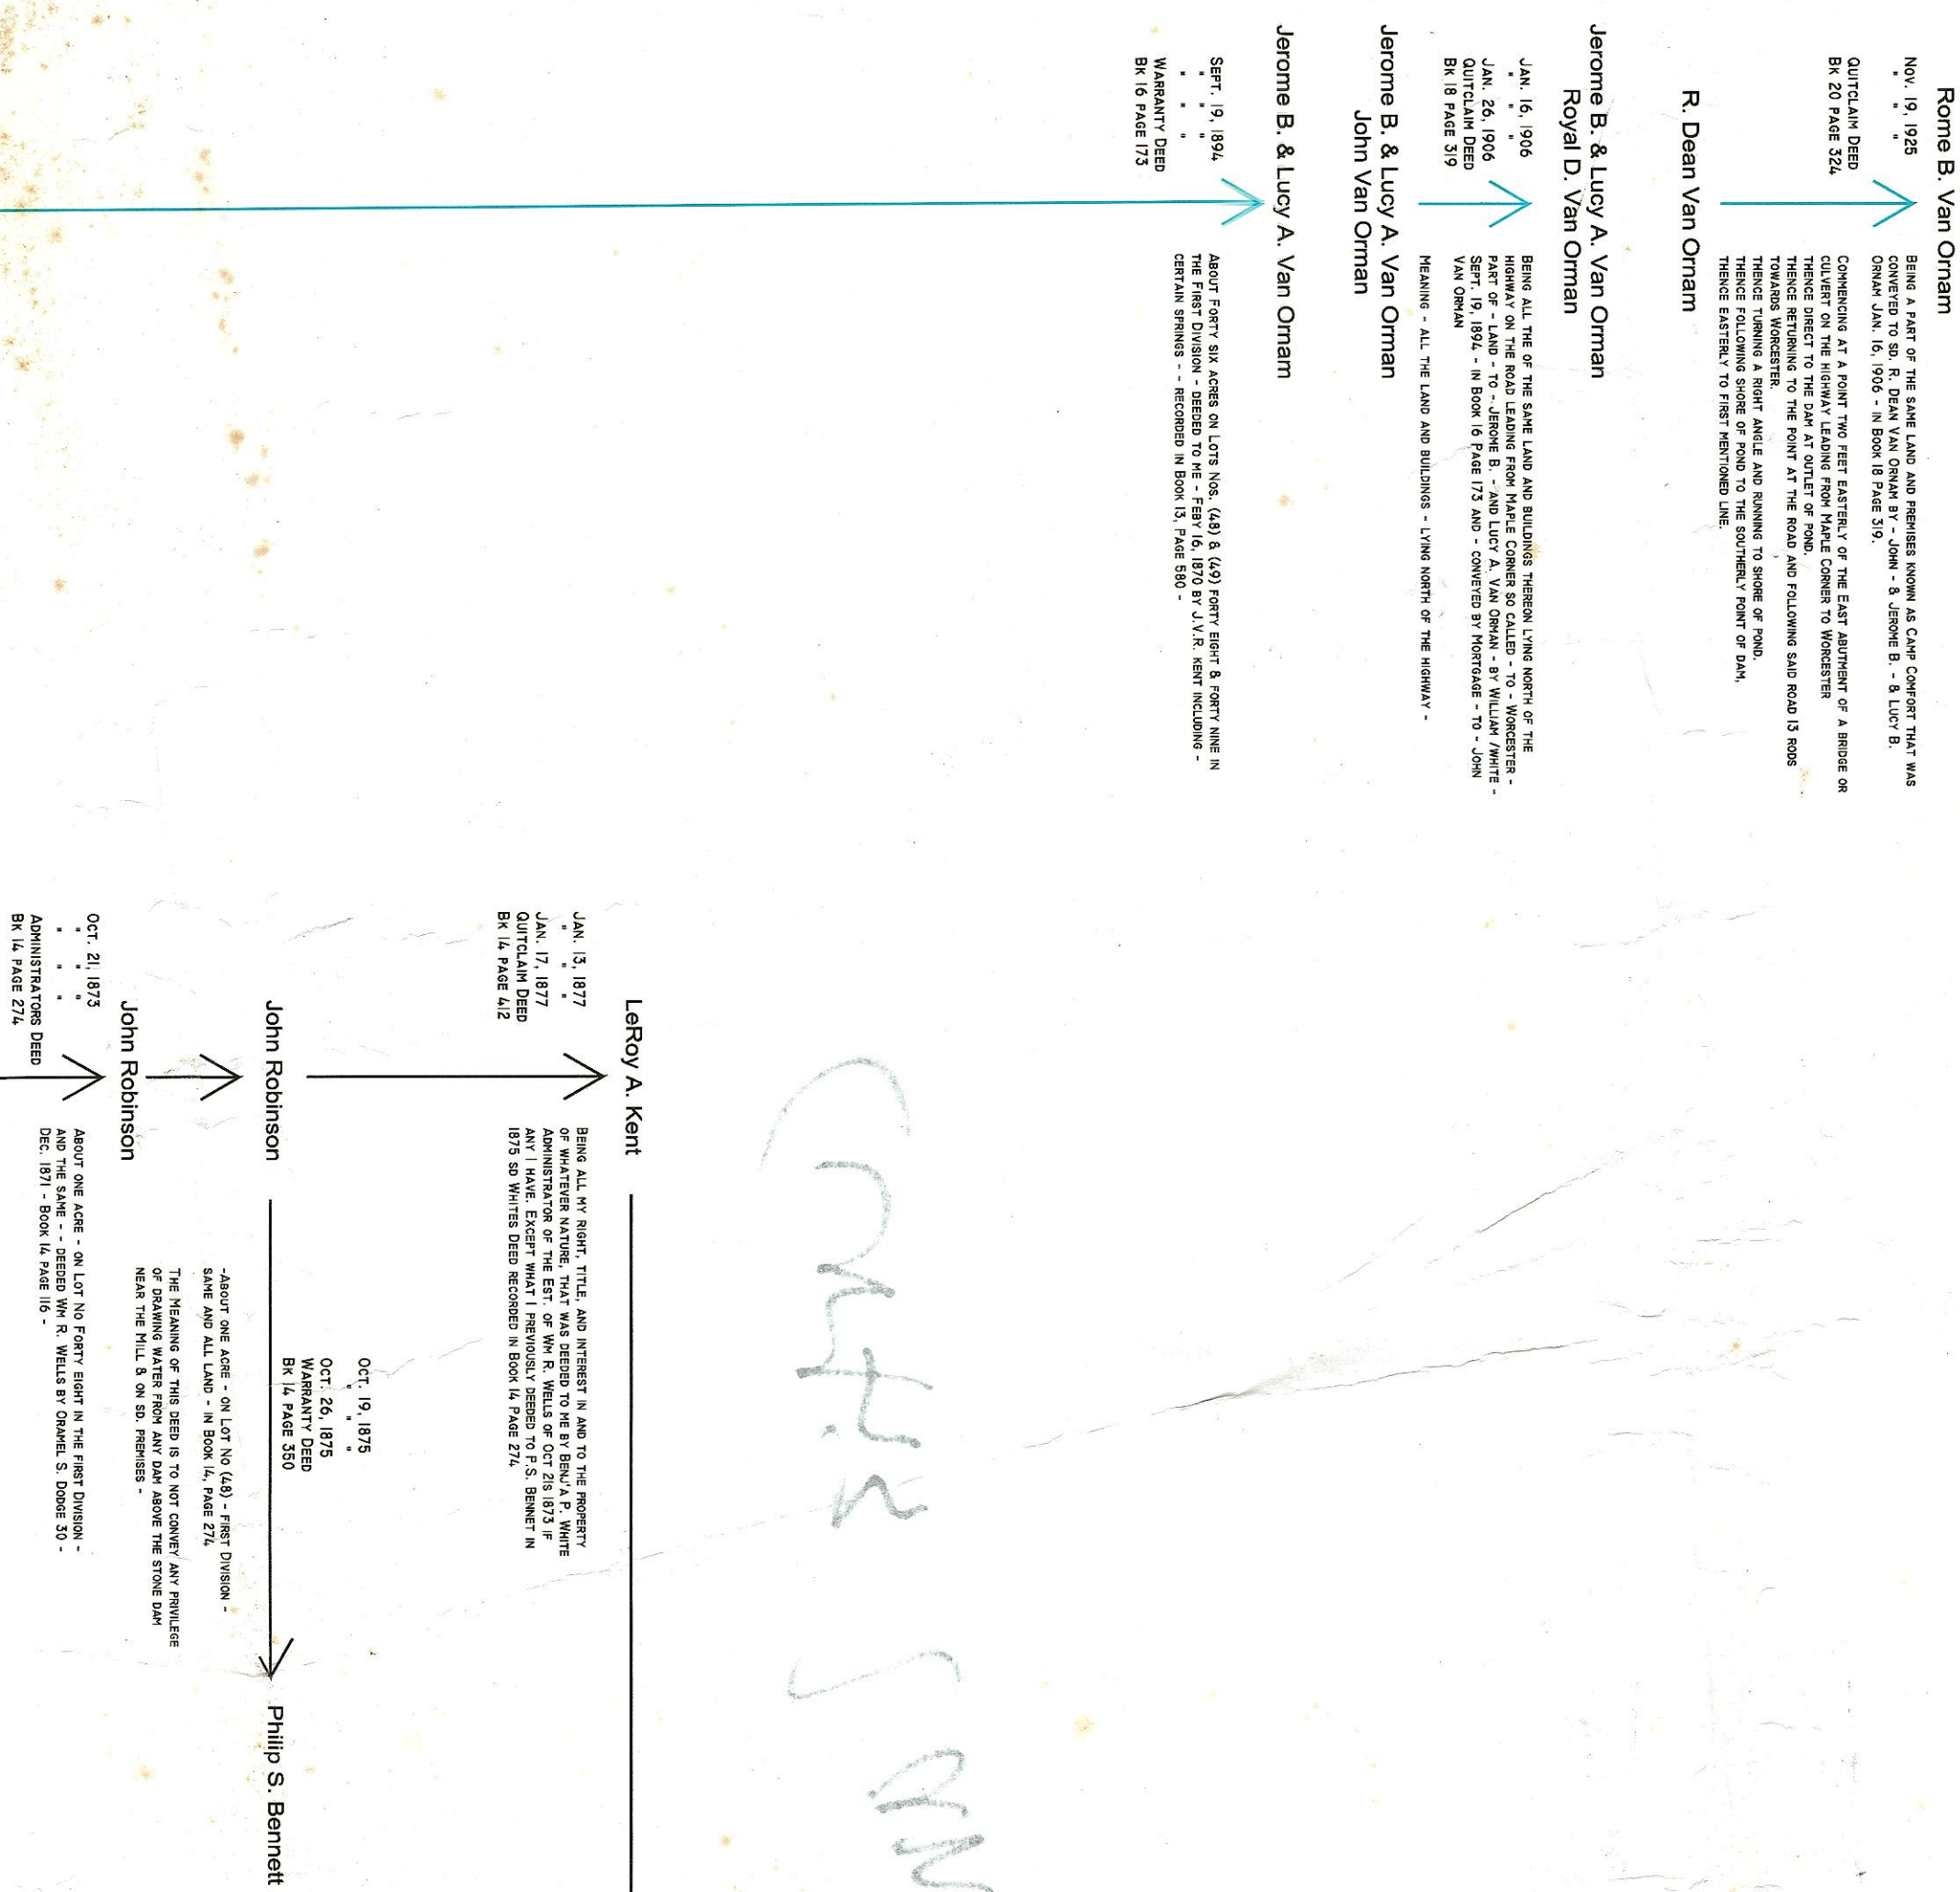 Rome B. Van Ornam
Nov. 19, 1925
" " "
Quitclaim Deed
Bk 20 page 324
Being a part of the same land and premises known as Camp Comfort that was
conveyed to sd. R. Dean Van Ornam by - John - & Jerome B. - & Lucy B.
Ornam Jan. 16, 1906 - in Book 18 Page 319.
Commencing at a point two feet easterly of the East abutment of a bridge or
culvert on the highway leading from Maple Corner to Worcester
thence direct to the dam at outlet of pond.
thence returning to the point at the road and following said road 13 rods
towards Worcester.
thence turning a right angle and running to shore of pond.
thence following shore of pond to the southerly point of dam,
thence easterly to first mentioned line.
R. Dean Van Ornam
Jerome B. & Lucy A. Van Orman
Royal D. Van Orman
Jan. 16, 1906
" " "
Jan. 26, 1906
Quitclaim Deed
Bk 18 page 319
Being all the of the same land and buildings thereon lying north of the
highway on the road leading from Maple Corner so called - to - Worcester -
part of - land - to - Jerome B. - and Lucy A. Van Orman - by William /white -
Sept. 19, 1894 - in Book 16 Page 173 and - conveyed by Mortgage - to - John
Van Orman
Meaning - all the land and buildings - lying north of the highway -
Jerome B. & Lucy A. Van Orman
John Van Orman
Jerome B. & Lucy A. Van Ornam
Sept. 19, 1894
" " "
" " "
Warranty Deed
Bk 16 page 173
About Forty six acres on Lots Nos. (48) & (49) forty eight & forty nine in
the First Division - deeded to me - Feby 16, 1870 by J.V.R. kent including -
certain springs - - recorded in Book 13, Page 580 -
LeRoy A. Kent
Jan. 13, 1877
" " "
Jan. 17, 1877
Quitclaim Deed
Bk 14 page 412
Being all my right, title, and interest in and to the property
of whatever nature, that was deeded to me by Benj'a P. White
Administrator of the Est. of Wm R. Wells of Oct 21s 1873 if
any I have. Except what I previously deeded to P.S. Bennet in
1875 sd Whites Deed recorded in Book 14 Page 274
Oct. 19, 1875
" " "
Oct. 26, 1875
Warranty Deed
Bk 14 page 350
John Robinson
Philip S. Bennett
-About one acre - on Lot No (48) - first Division -
same and all land - in Book 14, page 274
The Meaning of this deed is to not convey any privilege
of drawing water from any dam above the stone dam
near the Mill & on sd. premises -
John Robinson
Oct. 21, 1873
" " "
" " "
Administrators Deed
Bk 14 page 274
About one acre - on Lot No Forty eight in the first Division -
and the same - - deeded Wm R. Wells by Oramel S. Dodge 30 -
Dec. 1871 - Book 14 page 116 -